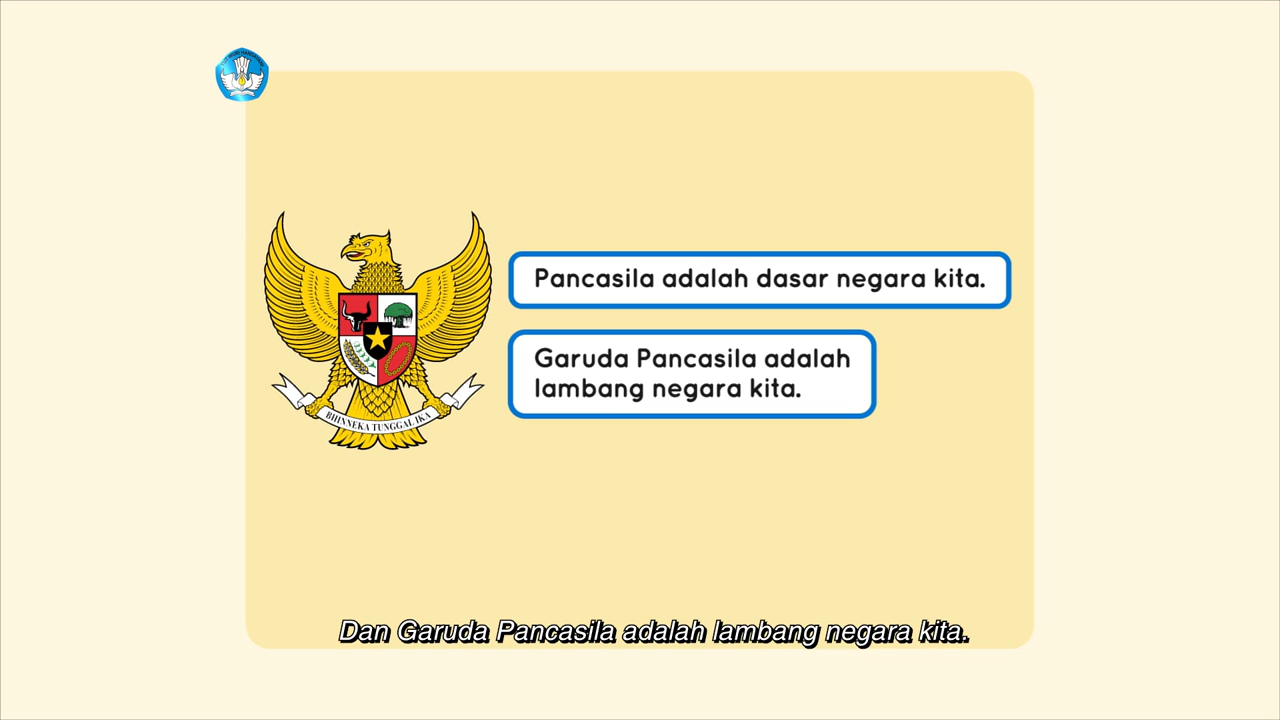 Pancasila adalah dasar negara kita.
Garuda Pancasila adalah
lambang negara kita.
BHINNEKA TUNGGAL IKA
Dan Garuda Pancasila adalah lambang negara kita.